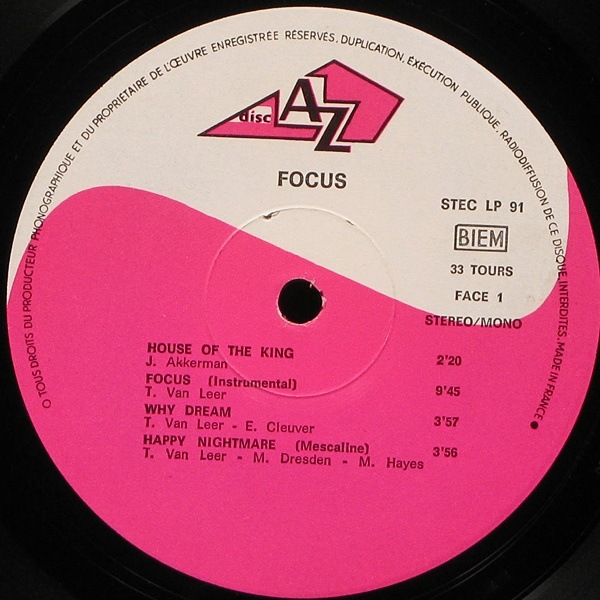 O TOUS DROITS DU PRODUCTEUR PHONOGRAPHIQUE ET DU PROPRIÉTAIRE DE L'ŒUVRE ENREGISTRÉE RÉSERVÉS. DUPLICATION, ÉXÉCUTION PUBLIQUE, RADIODIFFUSION DE CE DISQUE INTERDITES. MADE IN FRANCE
disc AZ
FOCUS
STEC LP 91
BIEM
33 TOURS
FACE 1
STEREO/MONO
HOUSE OF THE KING 2'20
J. Akkerman
FOCUS (Instrumental) 9'45
T. Van Leer
WHY DREAM 3'57
T. Van Leer - E. Cleuver
HAPPY NIGHTMARE (Mescaline) 3'56
T. Van Leer - M. Dresden - M. Hayes